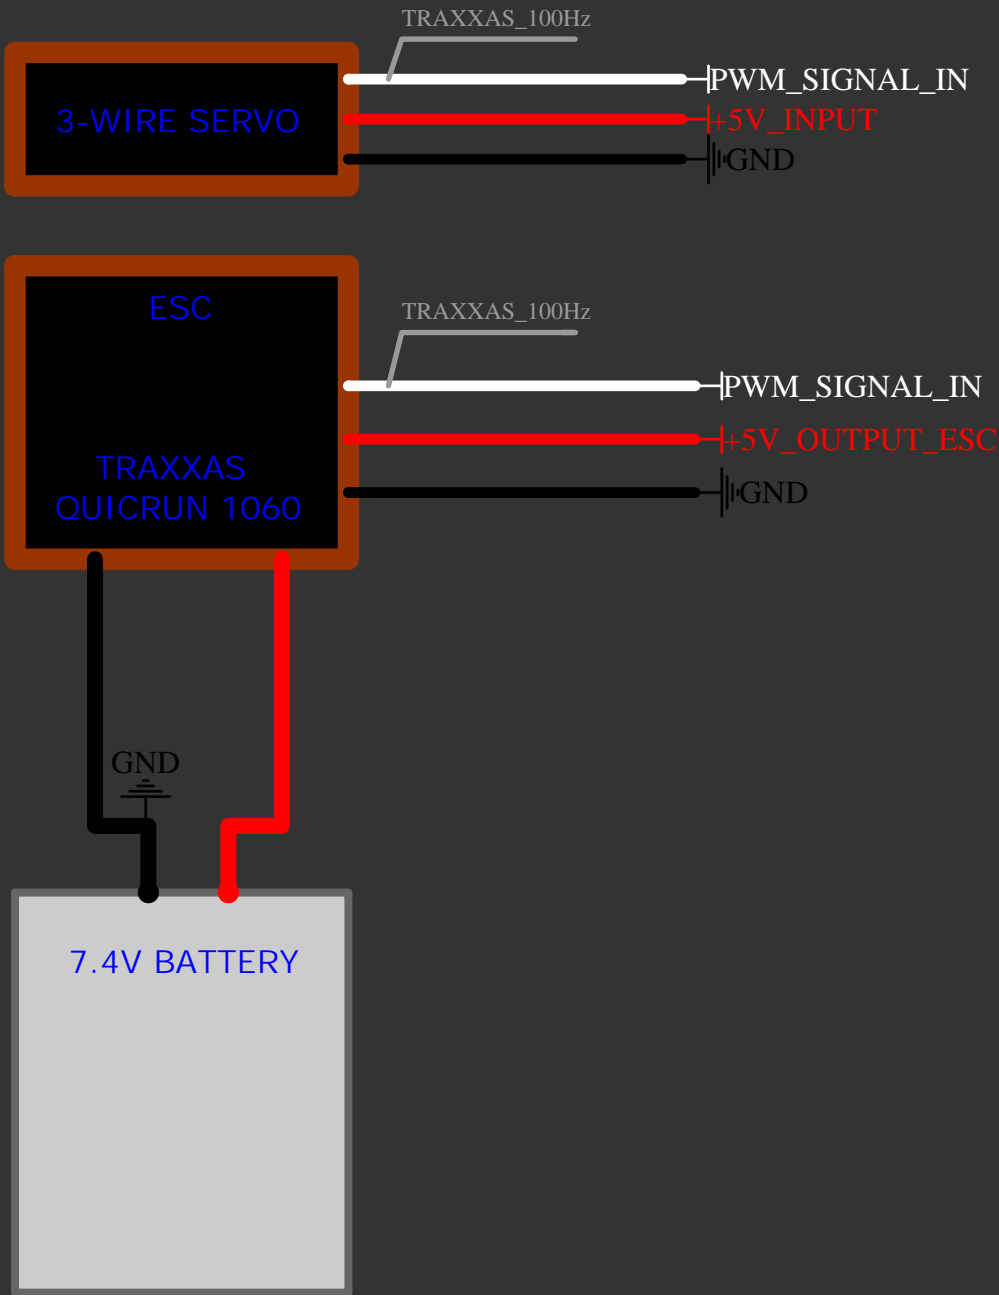 TRAXXAS_100Hz
PWM_SIGNAL_IN
3-WIRE SERVO
+5V_INPUT
GND
ESC
TRAXXAS_100Hz
PWM_SIGNAL_IN
+5V_OUTPUT_ESC
TRAXXAS
QUICRUN 1060
GND
GND
7.4V BATTERY